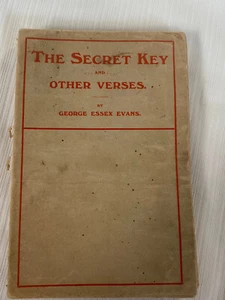 THE SECRET KEY
AND
OTHER VERSES.
BY
GEORGE ESSEX EVANS.